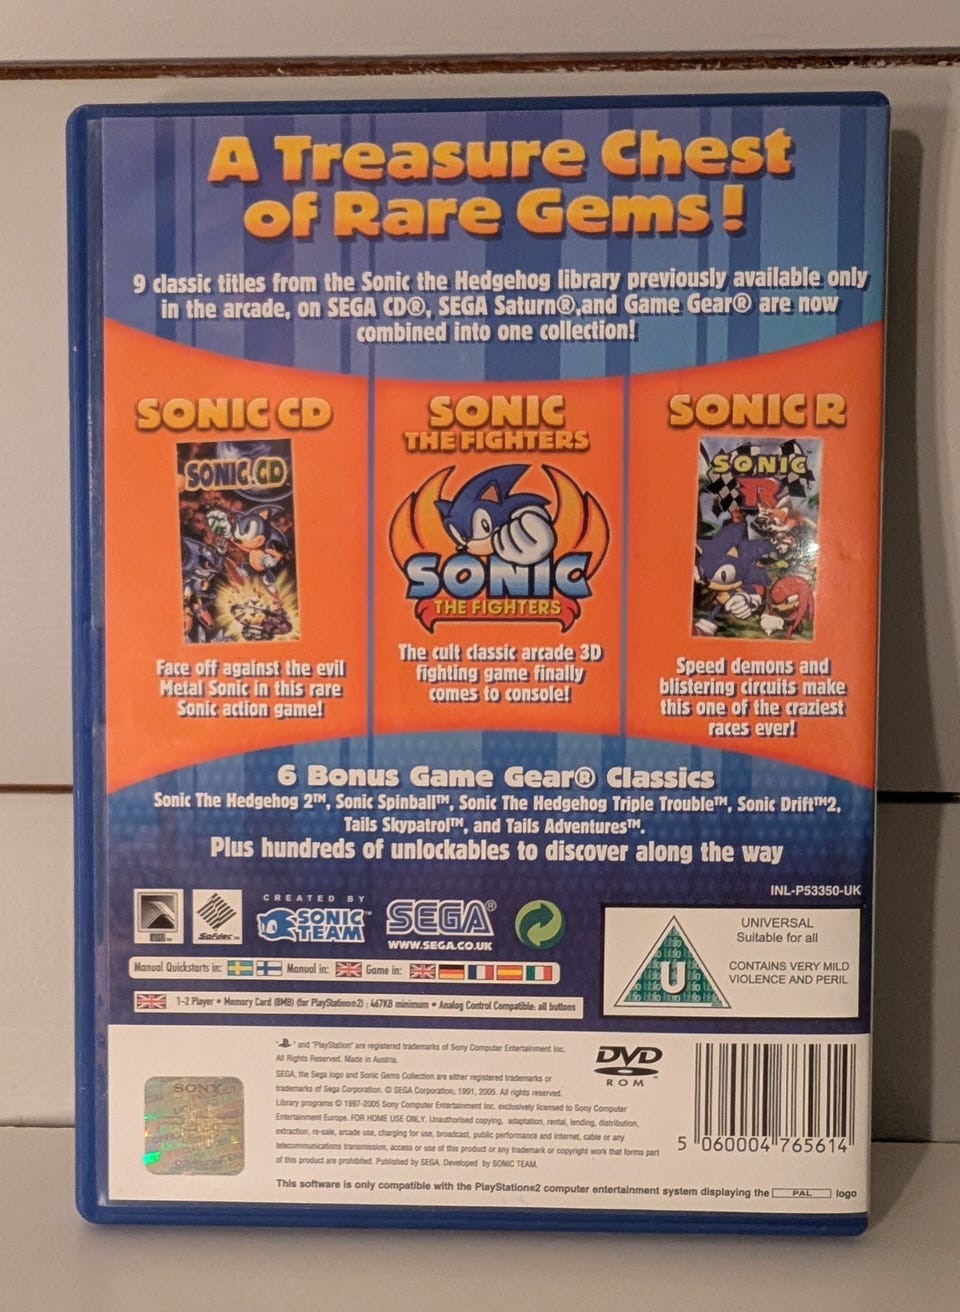 A Treasure Chest
of Rare Gems!
9 classic titles from the Sonic the Hedgehog library previously available only
in the arcade, on SEGA CD®, SEGA Saturn®,and Game Gear® are now
combined into one collection!
SONIC CD
SONIC CD
Face off against the evil
Metal Sonic in this rare
Sonic action game!
SONIC
THE FIGHTERS
SONIC
THE FIGHTERS
The cult classic arcade 3D
fighting game finally
comes to console!
SONIC R
SONIC
R
Speed demons and
blistering circuits make
this one of the craziest
races ever!
6 Bonus Game Gear® Classics
Sonic The Hedgehog 2™, Sonic Spinball™, Sonic The Hedgehog Triple Trouble™, Sonic Drift™2,
Tails Skypatrol™, and Tails Adventures™.
Plus hundreds of unlockables to discover along the way
INL-P53350-UK
SofdeC™
CREATED BY
SONIC
TEAM™
SEGA®
WWW.SEGA.CO.UK
UNIVERSAL
Suitable for all
U
CONTAINS VERY MILD
VIOLENCE AND PERIL
Manual Quickstarts in: Manual in: Game in:
1-2 Player • Memory Card (8MB) (for PlayStation®2) : 467KB minimum • Analog Control Compatible: all buttons
" " and "PlayStation" are registered trademarks of Sony Computer Entertainment Inc.
All Rights Reserved. Made in Austria.
SEGA, the Sega logo and Sonic Gems Collection are either registered trademarks or
trademarks of Sega Corporation. © SEGA Corporation, 1991, 2005. All rights reserved.
Library programs © 1997-2005 Sony Computer Entertainment Inc. exclusively licensed to Sony Computer
Entertainment Europe. FOR HOME USE ONLY. Unauthorised copying, adaptation, rental, lending, distribution,
extraction, re-sale, arcade use, charging for use, broadcast, public performance and internet, cable or any
telecommunications transmission, access or use of this product or any trademark or copyright work that forms part
of this product are prohibited. Published by SEGA. Developed by SONIC TEAM.
DVD
ROM
SONY
5 060004 765614
This software is only compatible with the PlayStation®2 computer entertainment system displaying the PAL logo